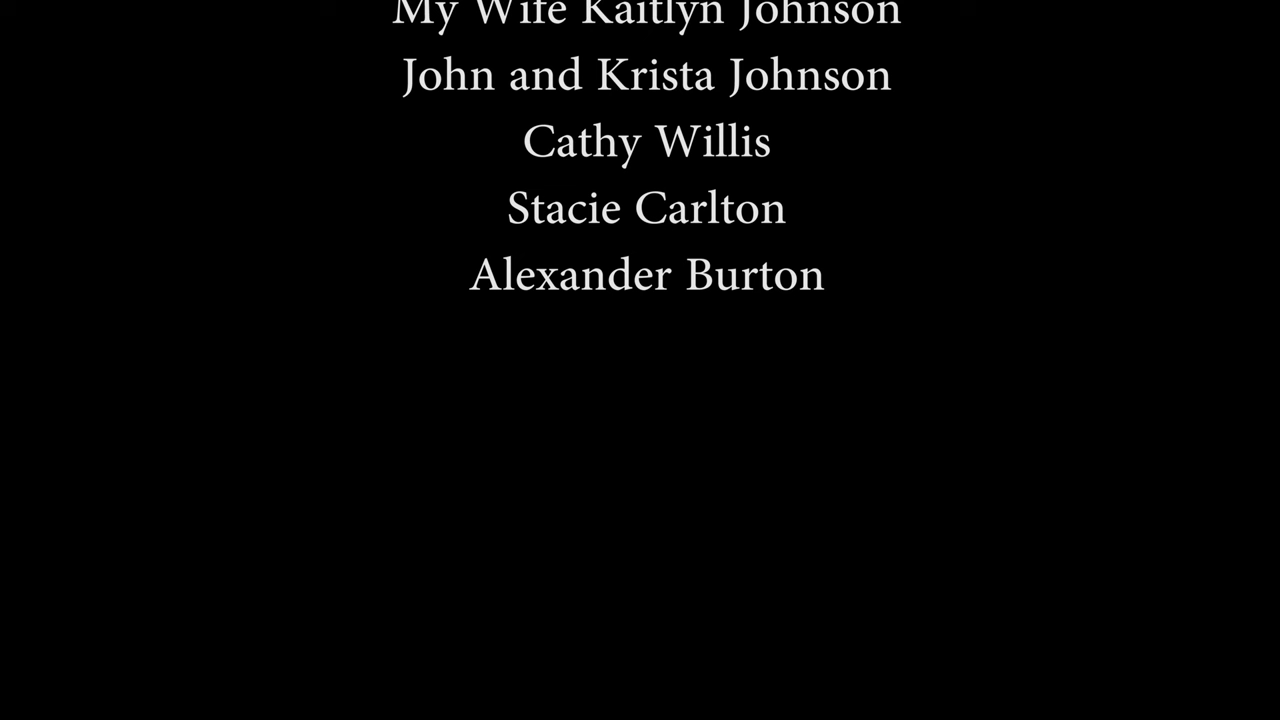 My Wife Kaitlyn Johnson
John and Krista Johnson
Cathy Willis
Stacie Carlton
Alexander Burton